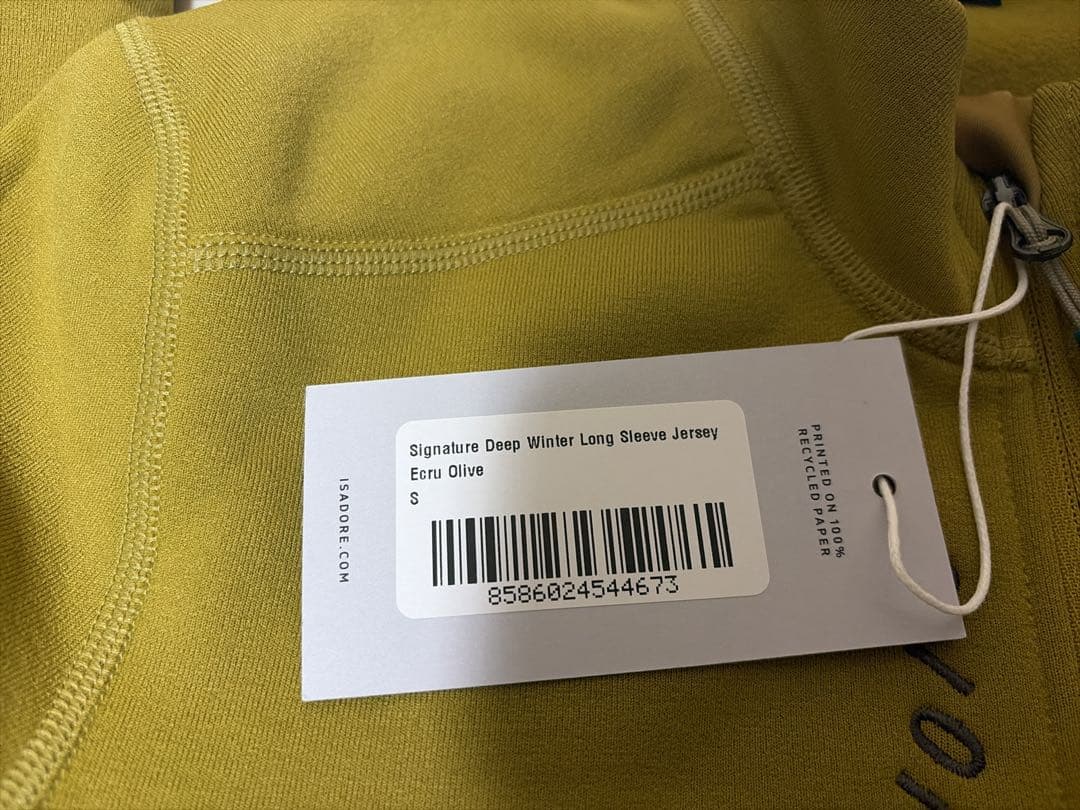 Signature Deep Winter Long Sleeve Jersey
Ecru Olive
S
8586024544673
ISADORE.COM
PRINTED ON 100%
RECYCLED PAPER